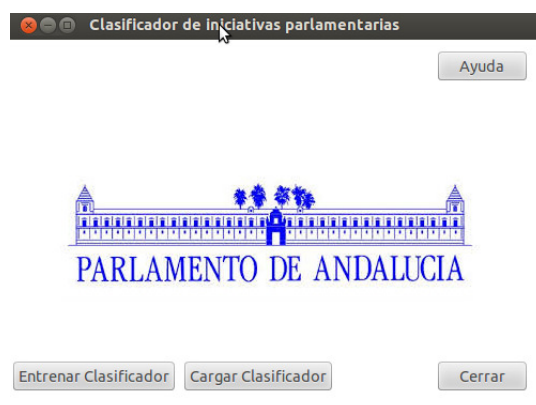 Clasificador de iniciativas parlamentarias
Ayuda
PARLAMENTO DE ANDALUCIA
Entrenar Clasificador Cargar Clasificador Cerrar